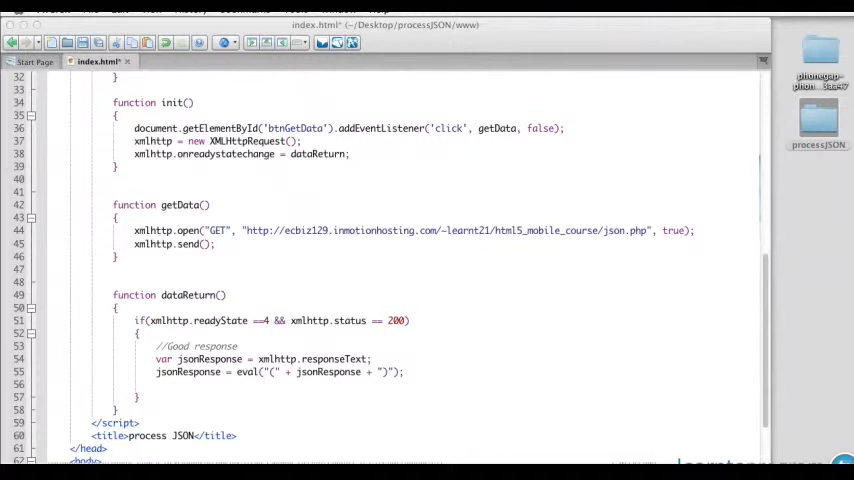 index.html* (~/Desktop/processJSON/www)
Start Page
index.html*
32 }
33
34 function init()
35 {
36 document.getElementById('btnGetData').addEventListener('click', getData, false);
37 xmlhttp = new XMLHttpRequest();
38 xmlhttp.onreadystatechange = dataReturn;
39 }
40
41
42 function getData()
43 {
44 xmlhttp.open("GET", "http://ecbiz129.inmotionhosting.com/~learnt21/html5_mobile_course/json.php", true);
45 xmlhttp.send();
46 }
47
48
49 function dataReturn()
50 {
51 if(xmlhttp.readyState ==4 && xmlhttp.status == 200)
52 {
53 //Good response
54 var jsonResponse = xmlhttp.responseText;
55 jsonResponse = eval("(" + jsonResponse + ")");
56
57 }
58 }
59 </script>
60 <title>process JSON</title>
61 </head>
62 <body>
phonegap-
phon...3aa47
processJSON